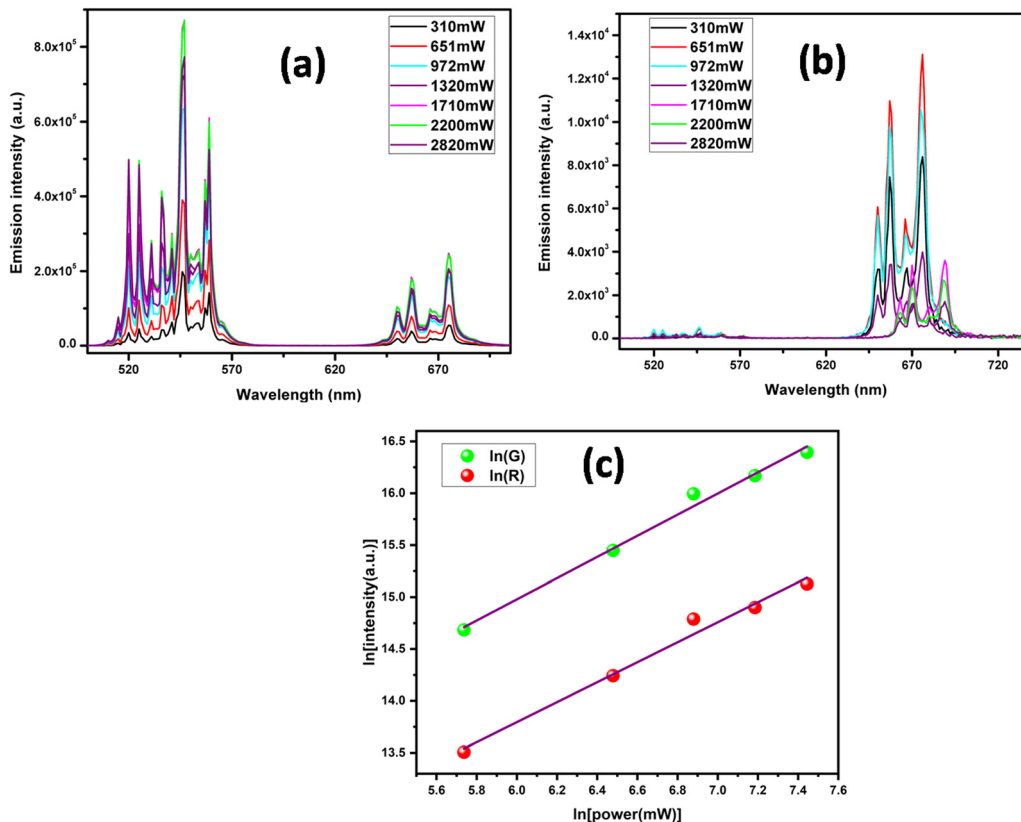 (a)
310mW
651mW
972mW
1320mW
1710mW
2200mW
2820mW
Emission intensity (a.u.)
8.0x10⁵
6.0x10⁵
4.0x10⁵
2.0x10⁵
0.0
520 570 620 670
Wavelength (nm)
(b)
310mW
651mW
972mW
1320mW
1710mW
2200mW
2820mW
Emission intensity (a.u.)
1.4x10⁴
1.2x10⁴
1.0x10⁴
8.0x10³
6.0x10³
4.0x10³
2.0x10³
0.0
520 570 620 670 720
Wavelength (nm)
(c)
ln(G)
ln(R)
ln[intensity(a.u.)]
16.5
16.0
15.5
15.0
14.5
14.0
13.5
5.6 5.8 6.0 6.2 6.4 6.6 6.8 7.0 7.2 7.4 7.6
ln[power(mW)]